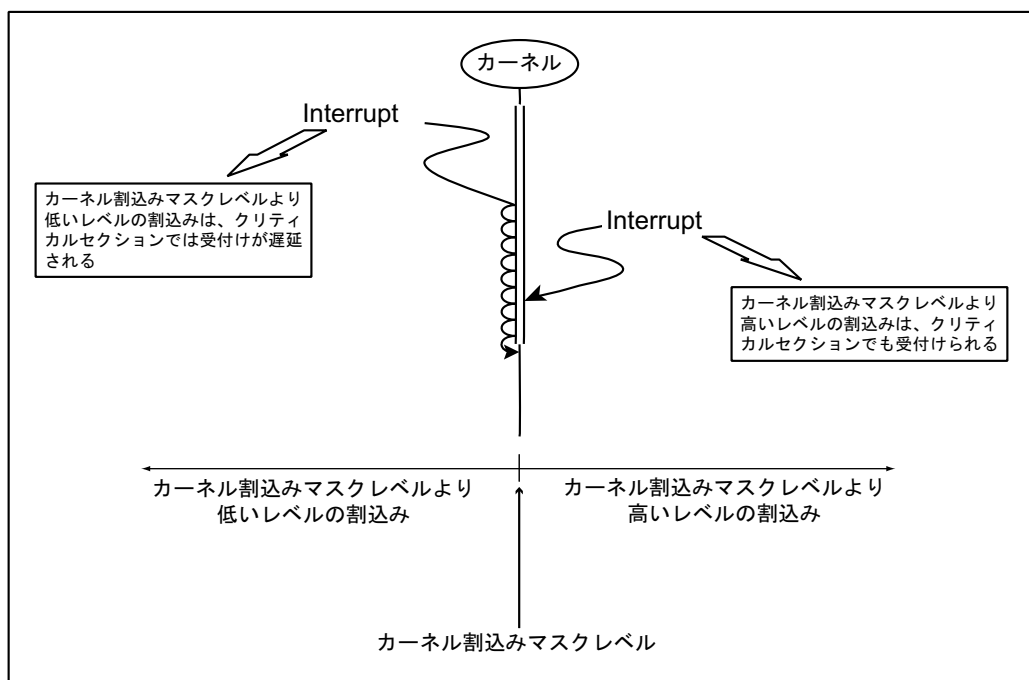 カーネル
Interrupt
カーネル割込みマスクレベルより
低いレベルの割込みは、クリティ
カルセクションでは受付けが遅延
される
Interrupt
カーネル割込みマスクレベルより
高いレベルの割込みは、クリティ
カルセクションでも受付けられる
カーネル割込みマスクレベルより
低いレベルの割込み
カーネル割込みマスクレベルより
高いレベルの割込み
カーネル割込みマスクレベル